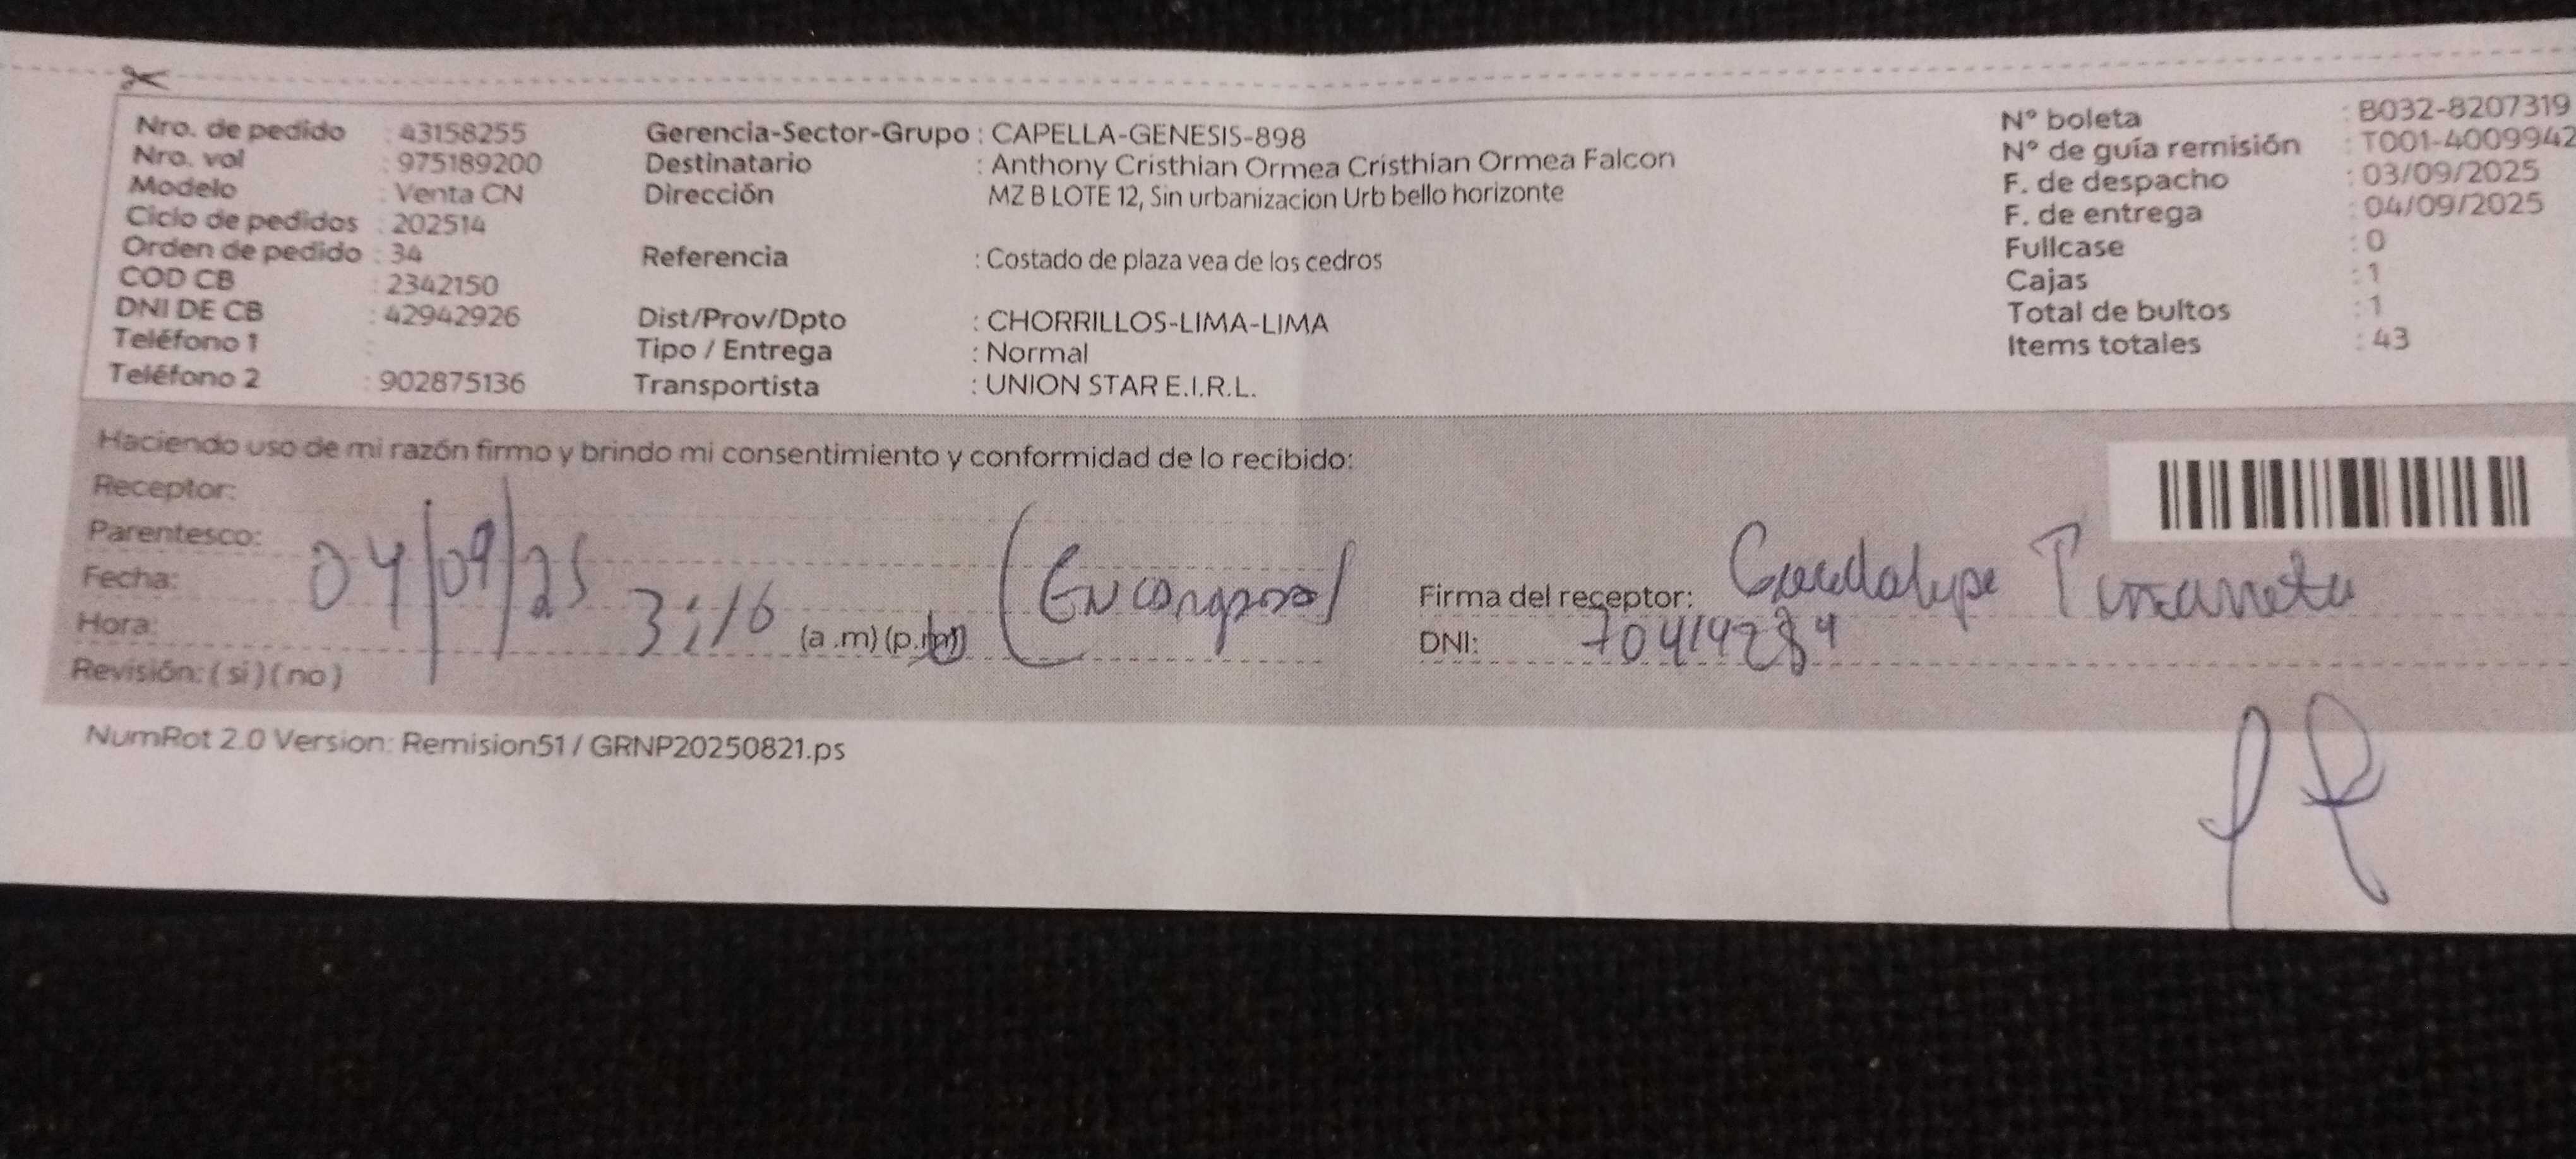 Nro. de pedido : 43158255
Nro. vol : 975189200
Modelo : Venta CN
Ciclo de pedidos : 202514
Orden de pedido : 34
COD CB : 2342150
DNI DE CB : 42942926
Teléfono 1 :
Teléfono 2 : 902875136
Gerencia-Sector-Grupo : CAPELLA-GENESIS-898
Destinatario : Anthony Cristhian Ormea Cristhian Ormea Falcon
Dirección MZ B LOTE 12, Sin urbanizacion Urb bello horizonte
Referencia : Costado de plaza vea de los cedros
Dist/Prov/Dpto : CHORRILLOS-LIMA-LIMA
Tipo / Entrega : Normal
Transportista : UNION STAR E.I.R.L.
N° boleta : B032-8207319
N° de guía remisión : T001-4009942
F. de despacho : 03/09/2025
F. de entrega : 04/09/2025
Fullcase : 0
Cajas : 1
Total de bultos : 1
Items totales : 43
Haciendo uso de mi razón firmo y brindo mi consentimiento y conformidad de lo recibido:
Receptor:
Parentesco:
Fecha: 04/09/25
Hora: 3:16 (a .m) (p.m)
Revisión: ( si ) ( no )
Firma del receptor: Guadalupe
DNI:
NumRot 2.0 Version: Remision51 / GRNP20250821.ps